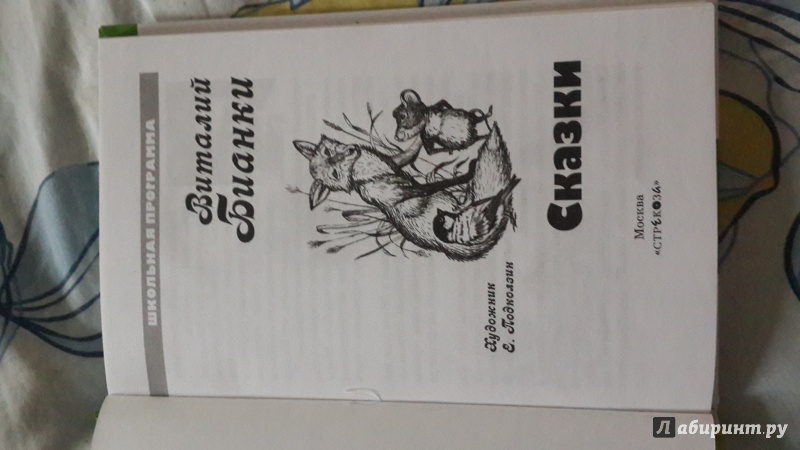 ШКОЛЬНАЯ ПРОГРАММА
Виталий
Бианки
Художник
Е. Подколзин
Сказки
Москва
«СТРЕКОЗА»
Лабиринт.ру